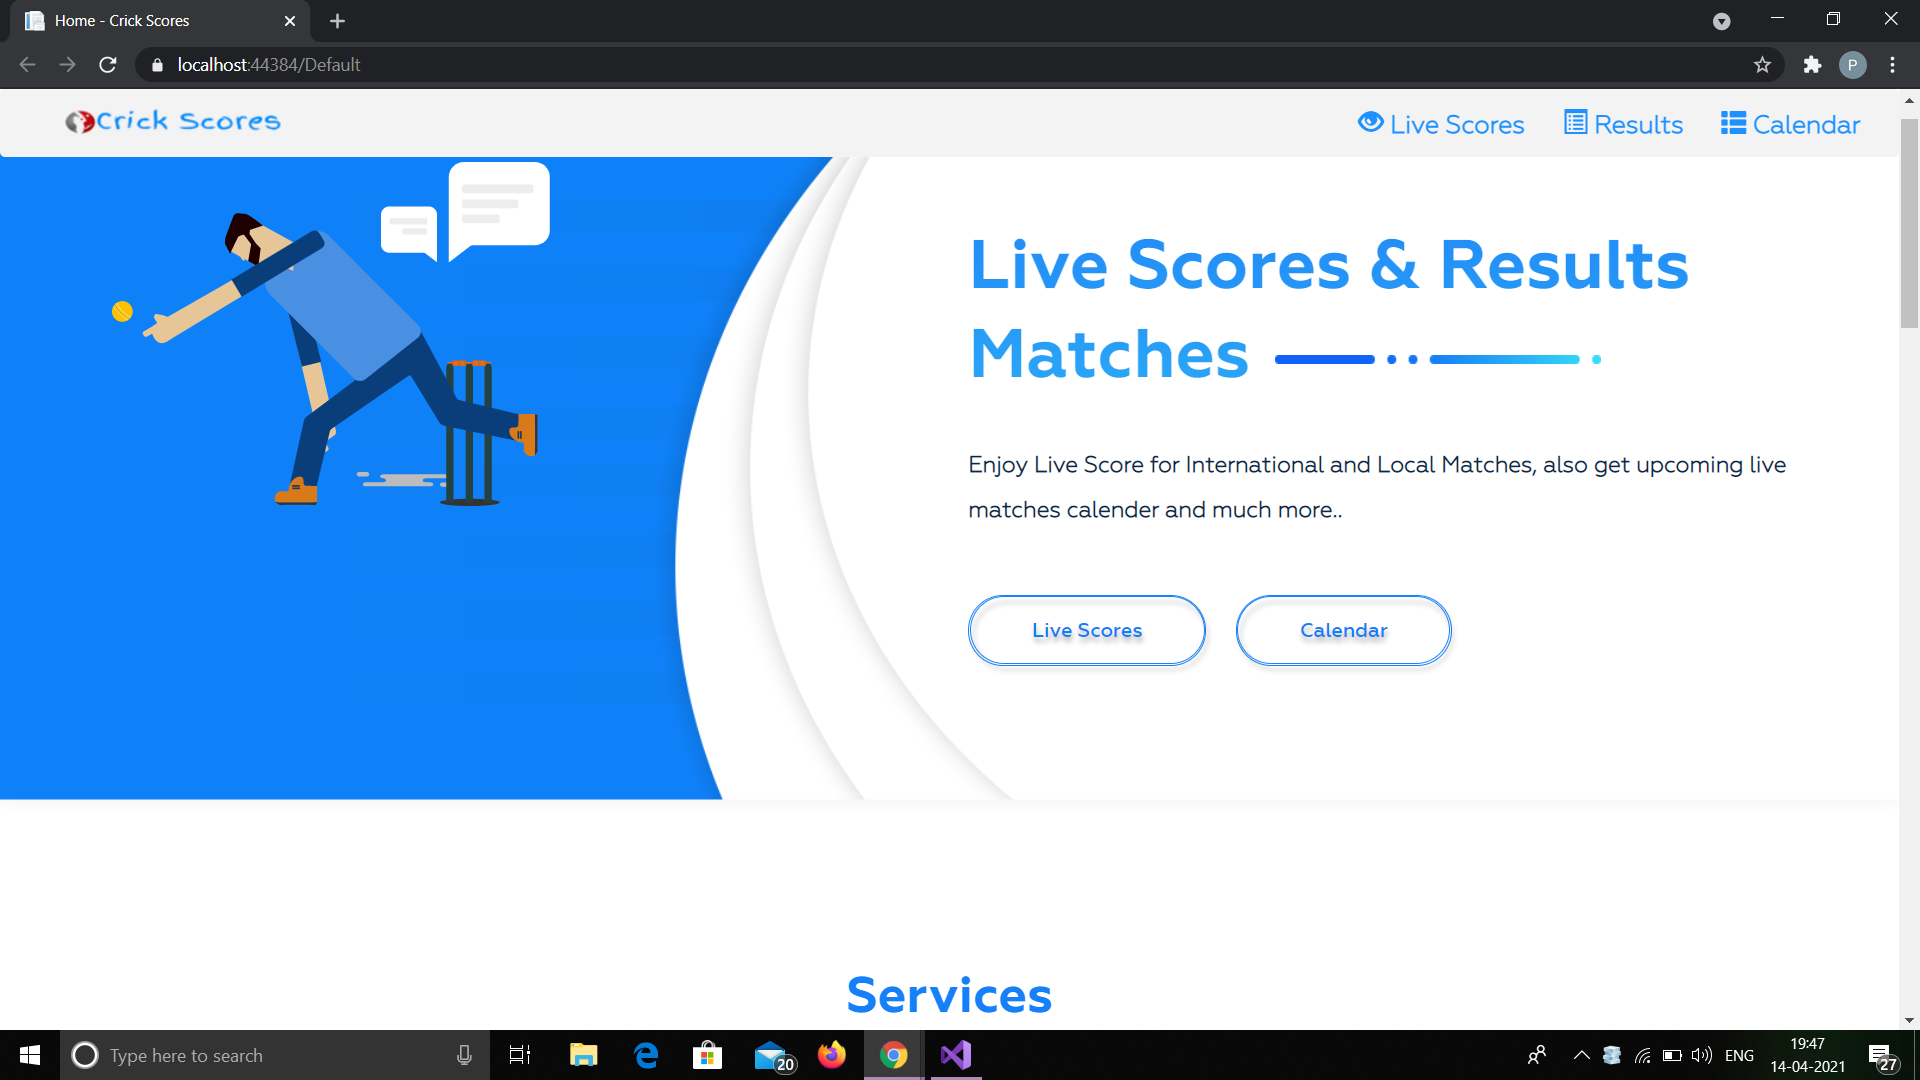 Home - Crick Scores
localhost:44384/Default
P
Crick Scores
Live Scores
Results
Calendar
Live Scores & Results
Matches
Enjoy Live Score for International and Local Matches, also get upcoming live
matches calender and much more..
Live Scores
Calendar
Services
Type here to search
20
ENG
19:47
14-04-2021
27